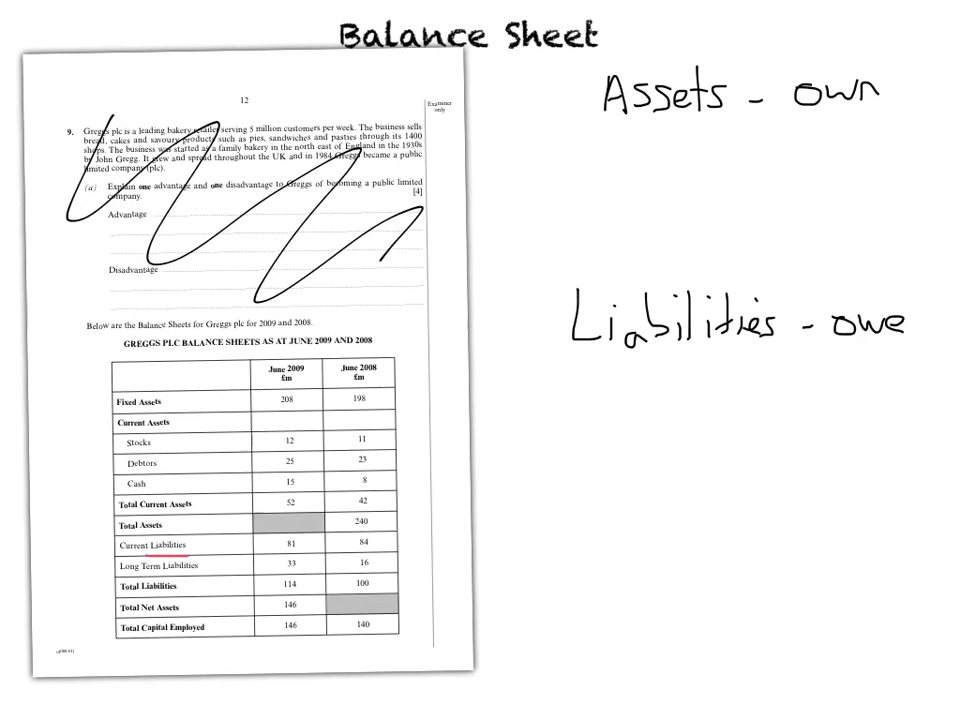 Balance Sheet
12
Examiner
only
9. Greggs plc is a leading bakery retailer serving 5 million customers per week. The business sells
bread, cakes and savoury products such as pies, sandwiches and pasties through its 1400
shops. The business was started as a family bakery in the north east of England in the 1930s
by John Gregg. It grew and spread throughout the UK and in 1984 Greggs became a public
limited company (plc).
(a) Explain one advantage and one disadvantage to Greggs of becoming a public limited
company. [4]
Advantage
Disadvantage
Below are the Balance Sheets for Greggs plc for 2009 and 2008.
GREGGS PLC BALANCE SHEETS AS AT JUNE 2009 AND 2008
June 2009 June 2008
£m £m
Fixed Assets 208 198
Current Assets
Stocks 12 11
Debtors 25 23
Cash 15 8
Total Current Assets 52 42
Total Assets 240
Current Liabilities 81 84
Long Term Liabilities 33 16
Total Liabilities 114 100
Total Net Assets 146
Total Capital Employed 146 140
Assets - own
Liabilities - owe